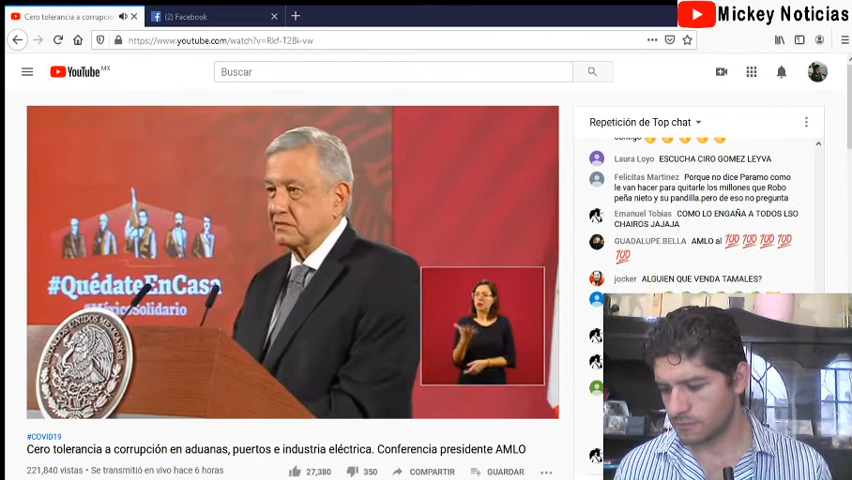 Cero tolerancia a corrupció
(2) Facebook
Mickey Noticias
https://www.youtube.com/watch?v=Rkf-T2Bi-vw
YouTube MX
Buscar
Repetición de Top chat
contigo
Laura Loyo ESCUCHA CIRO GOMEZ LEYVA
Felicitas Martinez Porque no dice Paramo como
le van hacer para quitarle los millones que Robo
peña nieto y su pandilla.pero de eso no pregunta
Emanuel Tobias COMO LO ENGAÑA A TODOS LSO
CHAIROS JAJAJA
GUADALUPE BELLA AMLO al 💯💯💯💯
💯
jocker ALGUIEN QUE VENDA TAMALES?
#QuédateEnCasa
#MéxicoSolidario
ESTADOS UNIDOS MEXICANOS
#COVID19
Cero tolerancia a corrupción en aduanas, puertos e industria eléctrica. Conferencia presidente AMLO
221,840 vistas • Se transmitió en vivo hace 6 horas
27,380
350
COMPARTIR
GUARDAR